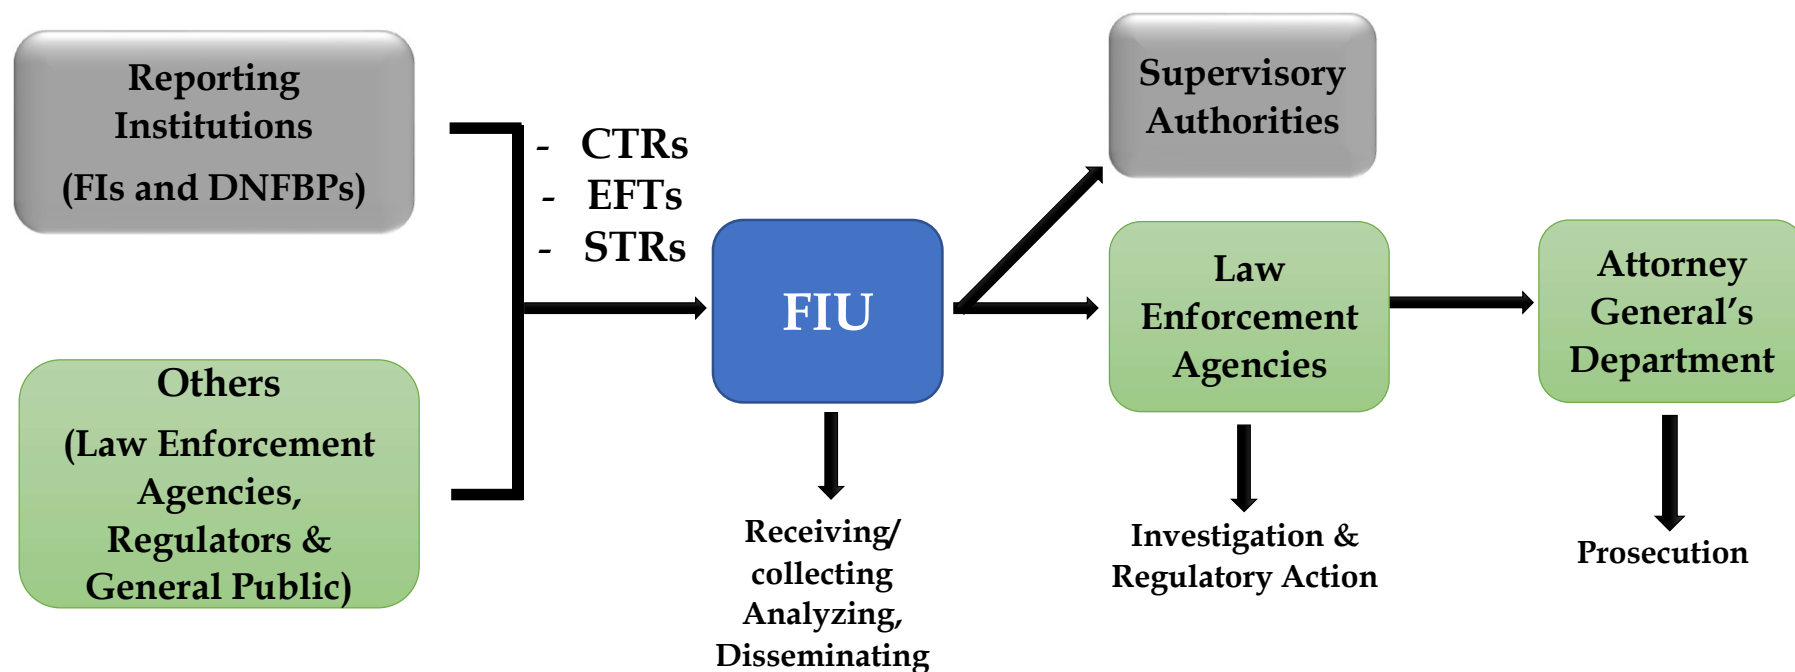 Reporting
Institutions
(FIs and DNFBPs)
Others
(Law Enforcement
Agencies,
Regulators &
General Public)
- CTRs
- EFTs
- STRs
FIU
Receiving/
collecting
Analyzing,
Disseminating
Supervisory
Authorities
Law
Enforcement
Agencies
Investigation &
Regulatory Action
Attorney
General’s
Department
Prosecution